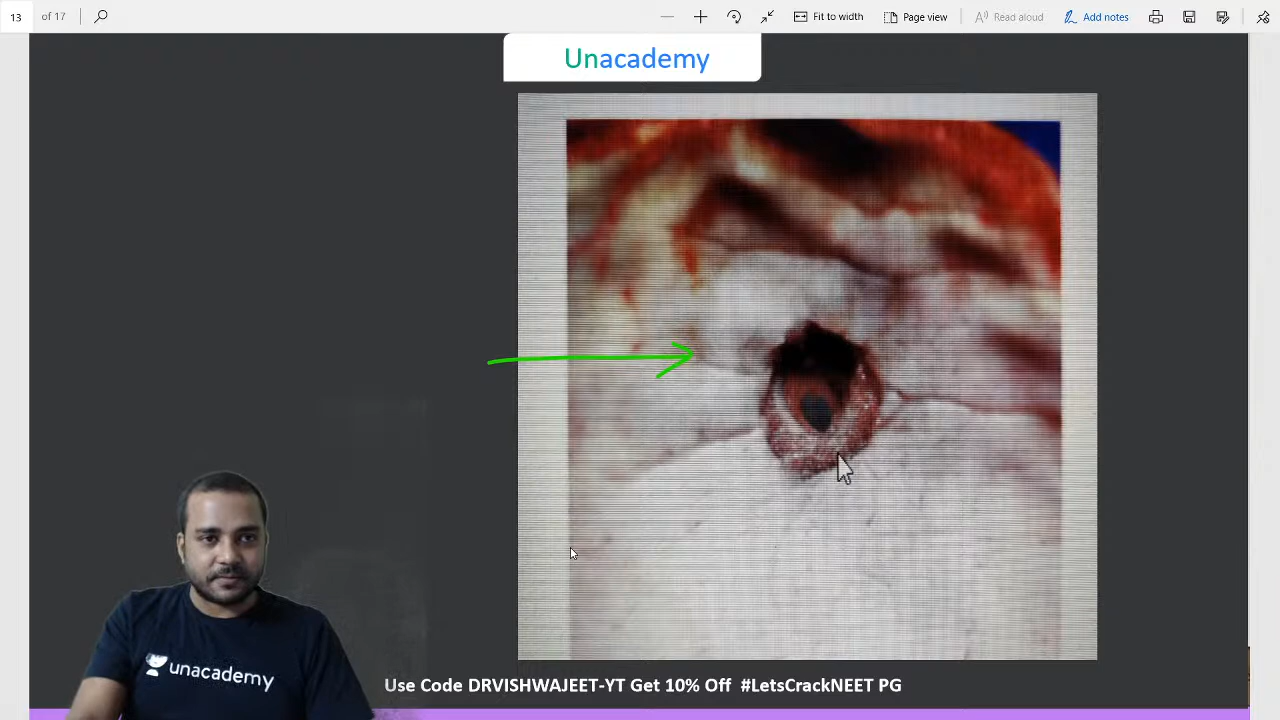 13 of 17 Fit to width Page view Read aloud Add notes
Unacademy
unacademy
Use Code DRVISHWAJEET-YT Get 10% Off #LetsCrackNEET PG